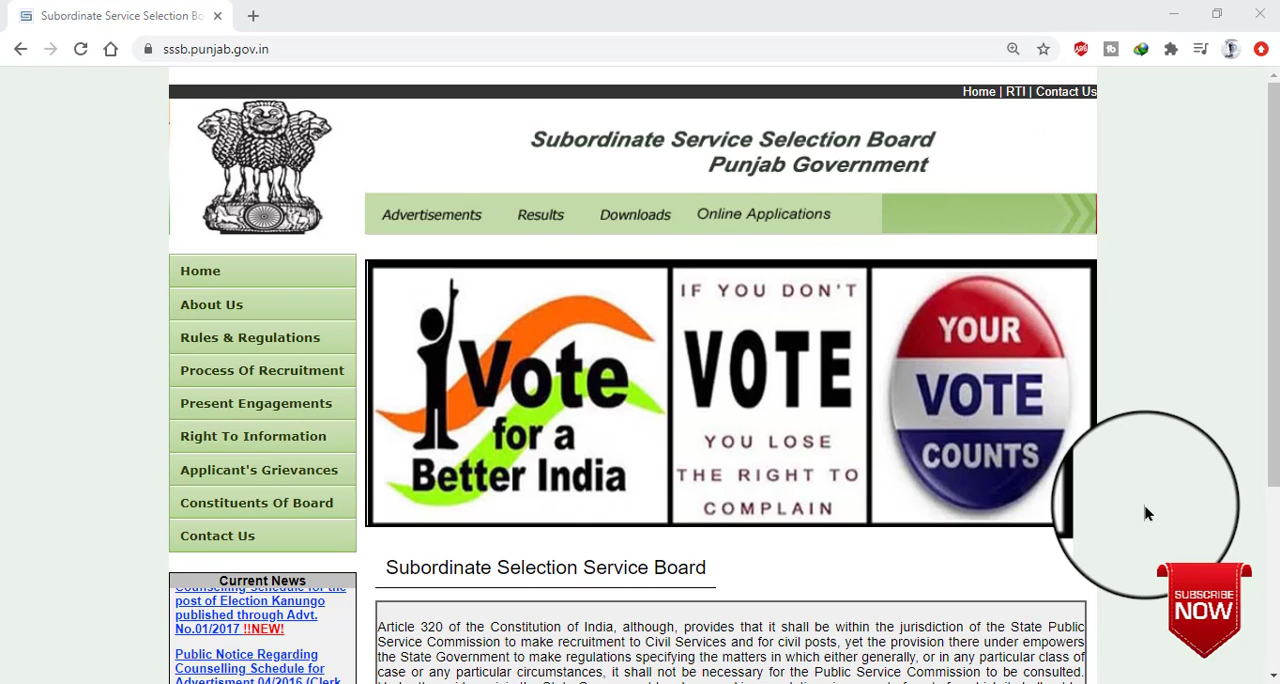 Subordinate Service Selection Bo
sssb.punjab.gov.in
Home | RTI | Contact Us
Subordinate Service Selection Board
Punjab Government
Advertisements Results Downloads Online Applications
Home
About Us
Rules & Regulations
Process Of Recruitment
Present Engagements
Right To Information
Applicant's Grievances
Constituents Of Board
Contact Us
iVote
for a
Better India
IF YOU DON'T
VOTE
YOU LOSE
THE RIGHT TO
COMPLAIN
YOUR
VOTE
COUNTS
Current News
Counselling Schedule for the
post of Election Kanungo
published through Advt.
No.01/2017 !!NEW!
Public Notice Regarding
Counselling Schedule for
Advertisment 04/2016 (Clerk
Subordinate Selection Service Board
Article 320 of the Constitution of India, although, provides that it shall be within the jurisdiction of the State Public
Service Commission to make recruitment to Civil Services and for civil posts, yet the provision there under empowers
the State Government to make regulations specifying the matters in which either generally, or in any particular class of
case or any particular circumstances, it shall not be necessary for the Public Service Commission to be consulted.
SUBSCRIBE
NOW